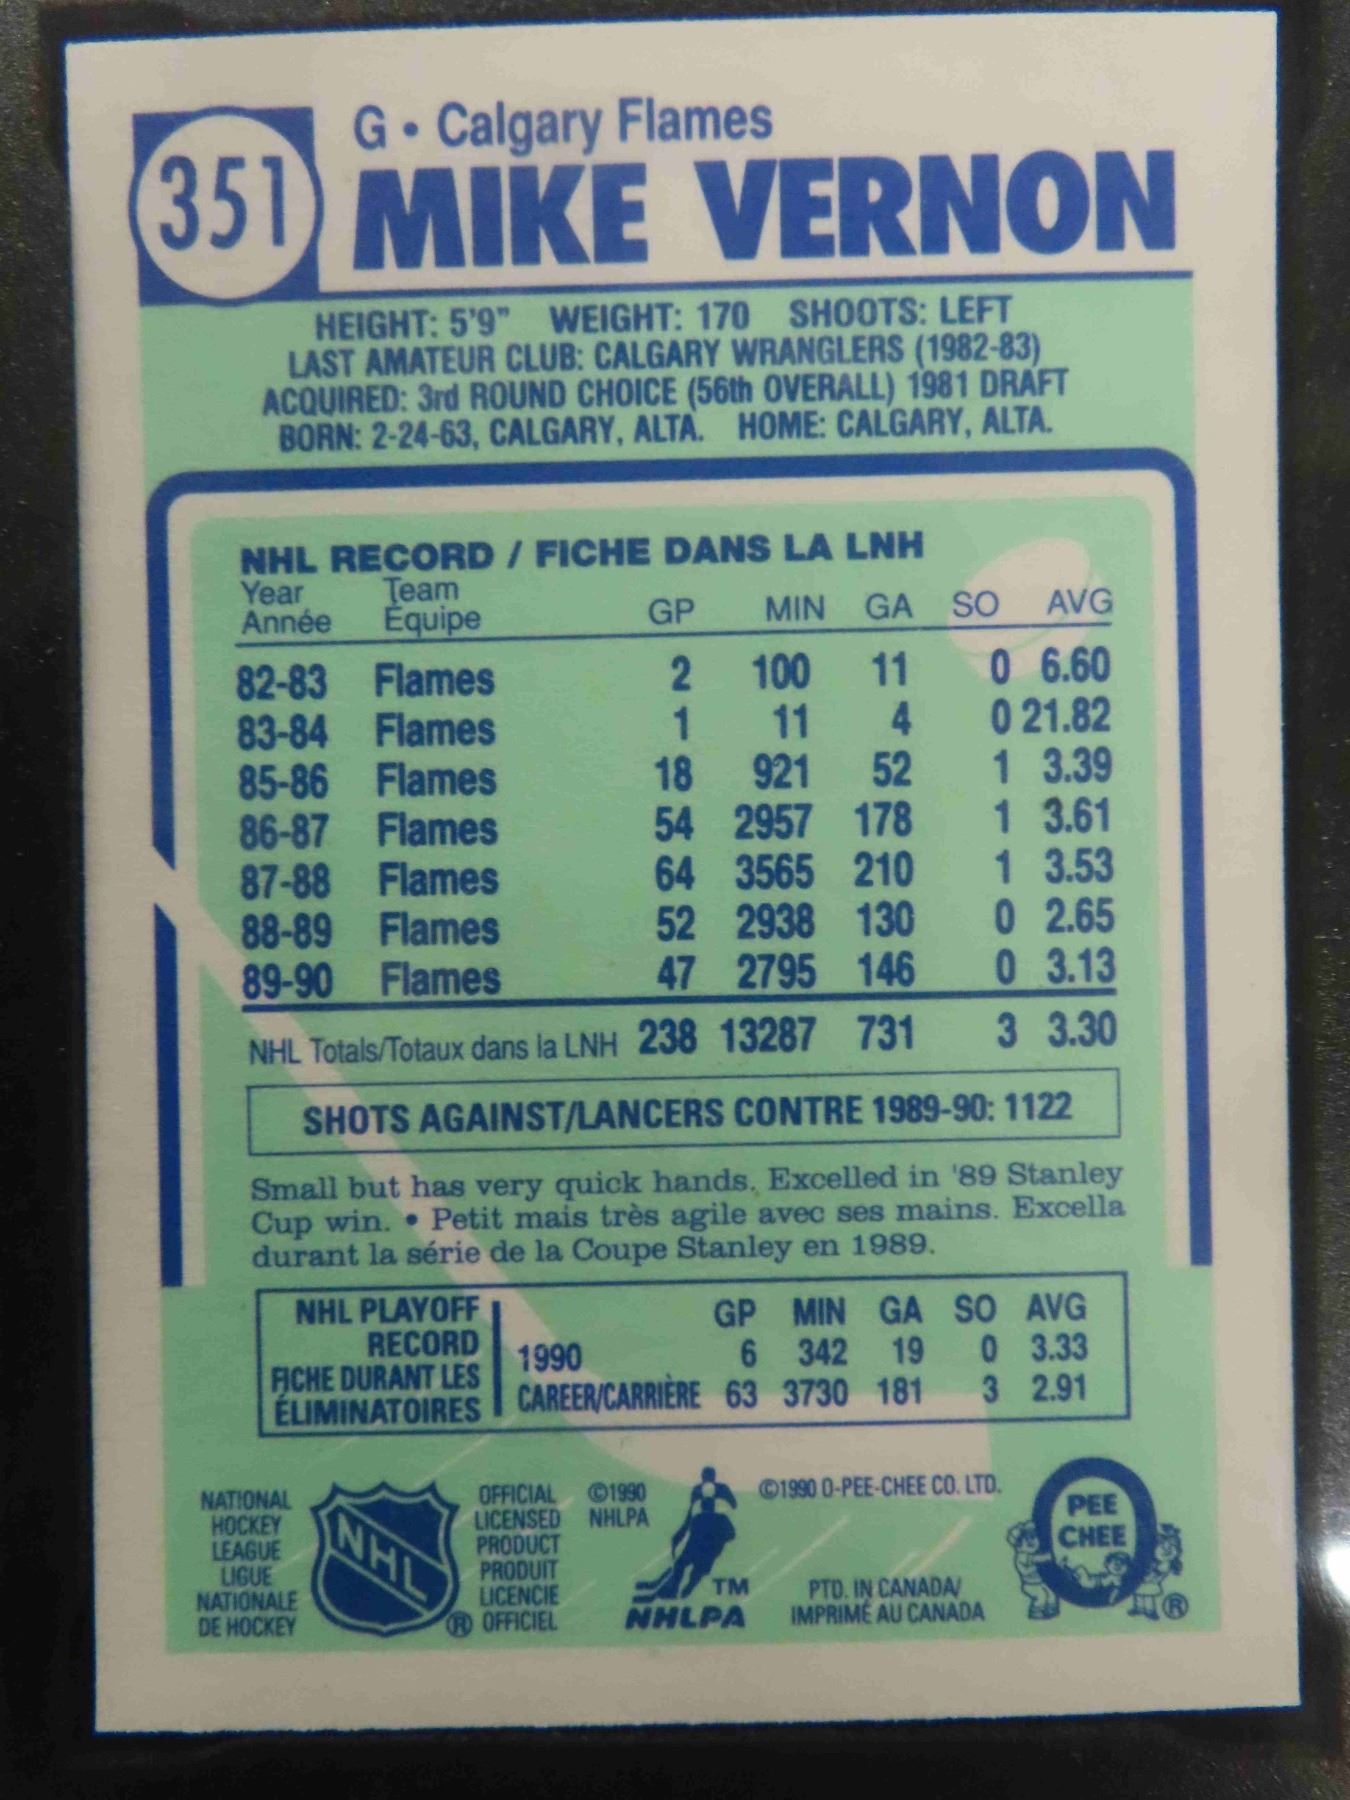 351
G • Calgary Flames
MIKE VERNON
HEIGHT: 5'9" WEIGHT: 170 SHOOTS: LEFT
LAST AMATEUR CLUB: CALGARY WRANGLERS (1982-83)
ACQUIRED: 3rd ROUND CHOICE (56th OVERALL) 1981 DRAFT
BORN: 2-24-63, CALGARY, ALTA. HOME: CALGARY, ALTA.
NHL RECORD / FICHE DANS LA LNH
Year Team
Année Équipe GP MIN GA SO AVG
82-83 Flames 2 100 11 0 6.60
83-84 Flames 1 11 4 0 21.82
85-86 Flames 18 921 52 1 3.39
86-87 Flames 54 2957 178 1 3.61
87-88 Flames 64 3565 210 1 3.53
88-89 Flames 52 2938 130 0 2.65
89-90 Flames 47 2795 146 0 3.13
NHL Totals/Totaux dans la LNH 238 13287 731 3 3.30
SHOTS AGAINST/LANCERS CONTRE 1989-90: 1122
Small but has very quick hands. Excelled in '89 Stanley
Cup win. • Petit mais très agile avec ses mains. Excella
durant la série de la Coupe Stanley en 1989.
NHL PLAYOFF
RECORD
FICHE DURANT LES
ÉLIMINATOIRES
GP MIN GA SO AVG
1990 6 342 19 0 3.33
CAREER/CARRIÈRE 63 3730 181 3 2.91
NATIONAL
HOCKEY
LEAGUE
LIGUE
NATIONALE
DE HOCKEY
NHL
®
OFFICIAL
LICENSED
PRODUCT
PRODUIT
LICENCIE
OFFICIEL
©1990
NHLPA
TM
NHLPA
©1990 O-PEE-CHEE CO. LTD.
PTD. IN CANADA/
IMPRIMÉ AU CANADA
PEE
CHEE
®